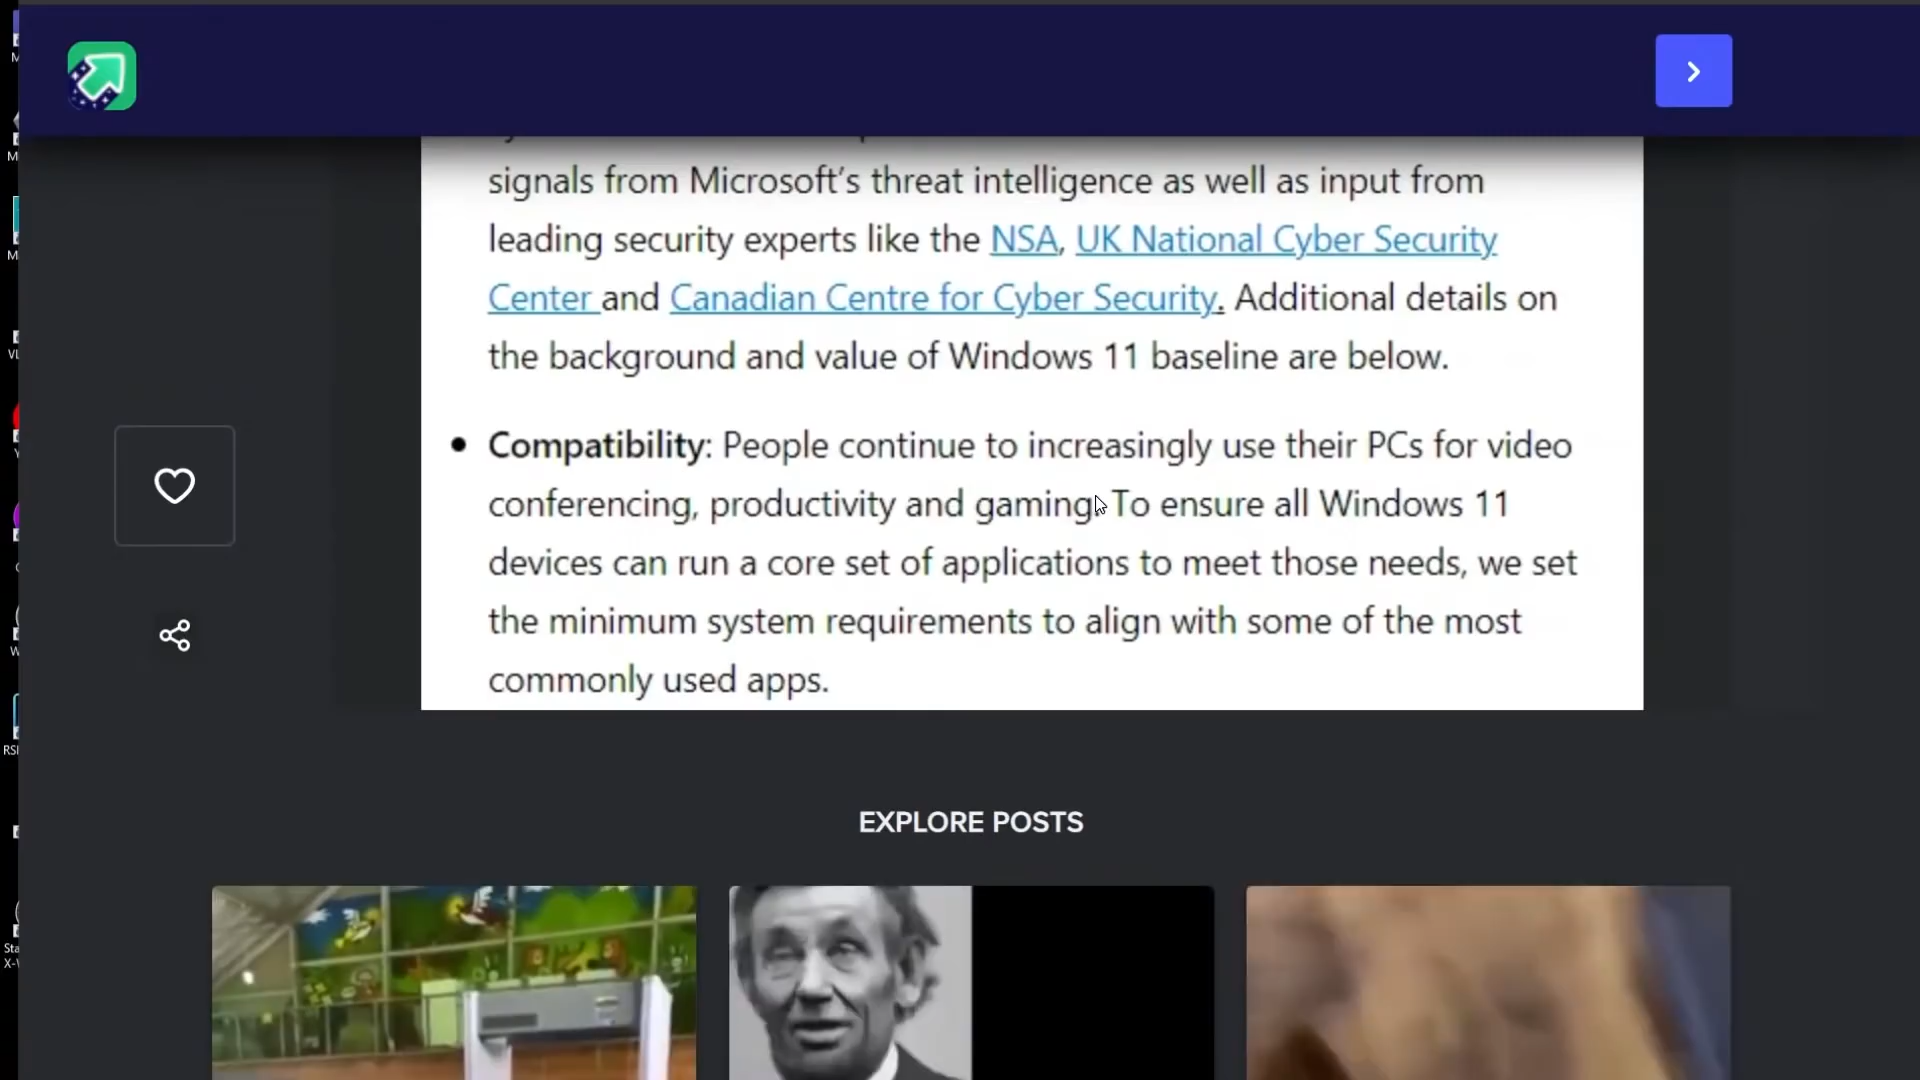 signals from Microsoft's threat intelligence as well as input from
leading security experts like the NSA, UK National Cyber Security
Center and Canadian Centre for Cyber Security. Additional details on
the background and value of Windows 11 baseline are below.
• Compatibility: People continue to increasingly use their PCs for video
conferencing, productivity and gaming. To ensure all Windows 11
devices can run a core set of applications to meet those needs, we set
the minimum system requirements to align with some of the most
commonly used apps.
EXPLORE POSTS